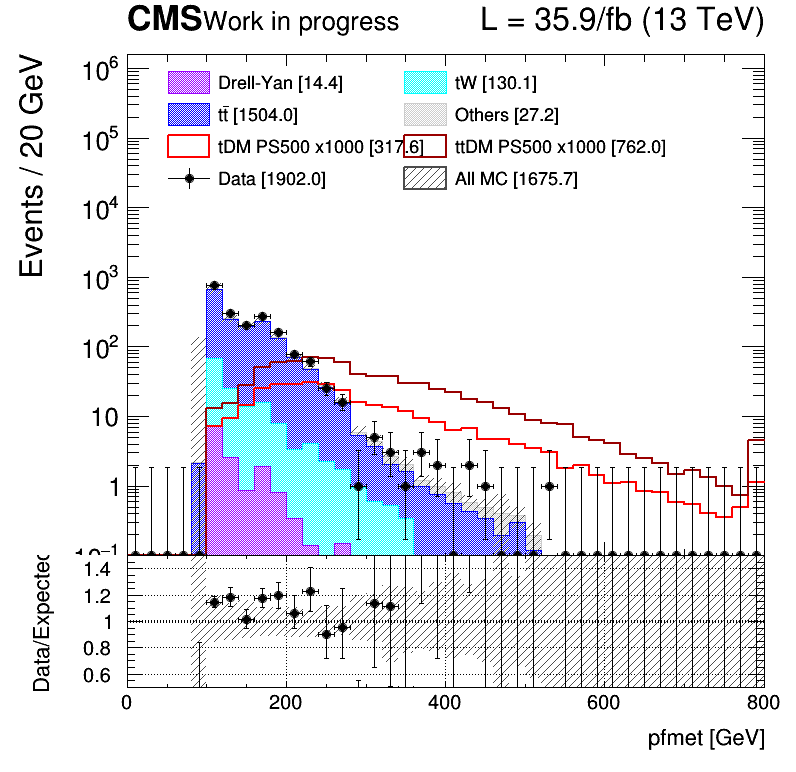 CMS Work in progress L = 35.9/fb (13 TeV)
Events / 20 GeV
10⁶
10⁵
10⁴
10³
10²
10
1
10⁻¹
Drell-Yan [14.4]
tW [130.1]
tt̄ [1504.0]
Others [27.2]
tDM PS500 x1000 [317.6]
ttDM PS500 x1000 [762.0]
Data [1902.0]
All MC [1675.7]
Data/Expected
1.4
1.2
1
0.8
0.6
0 200 400 600 800
pfmet [GeV]